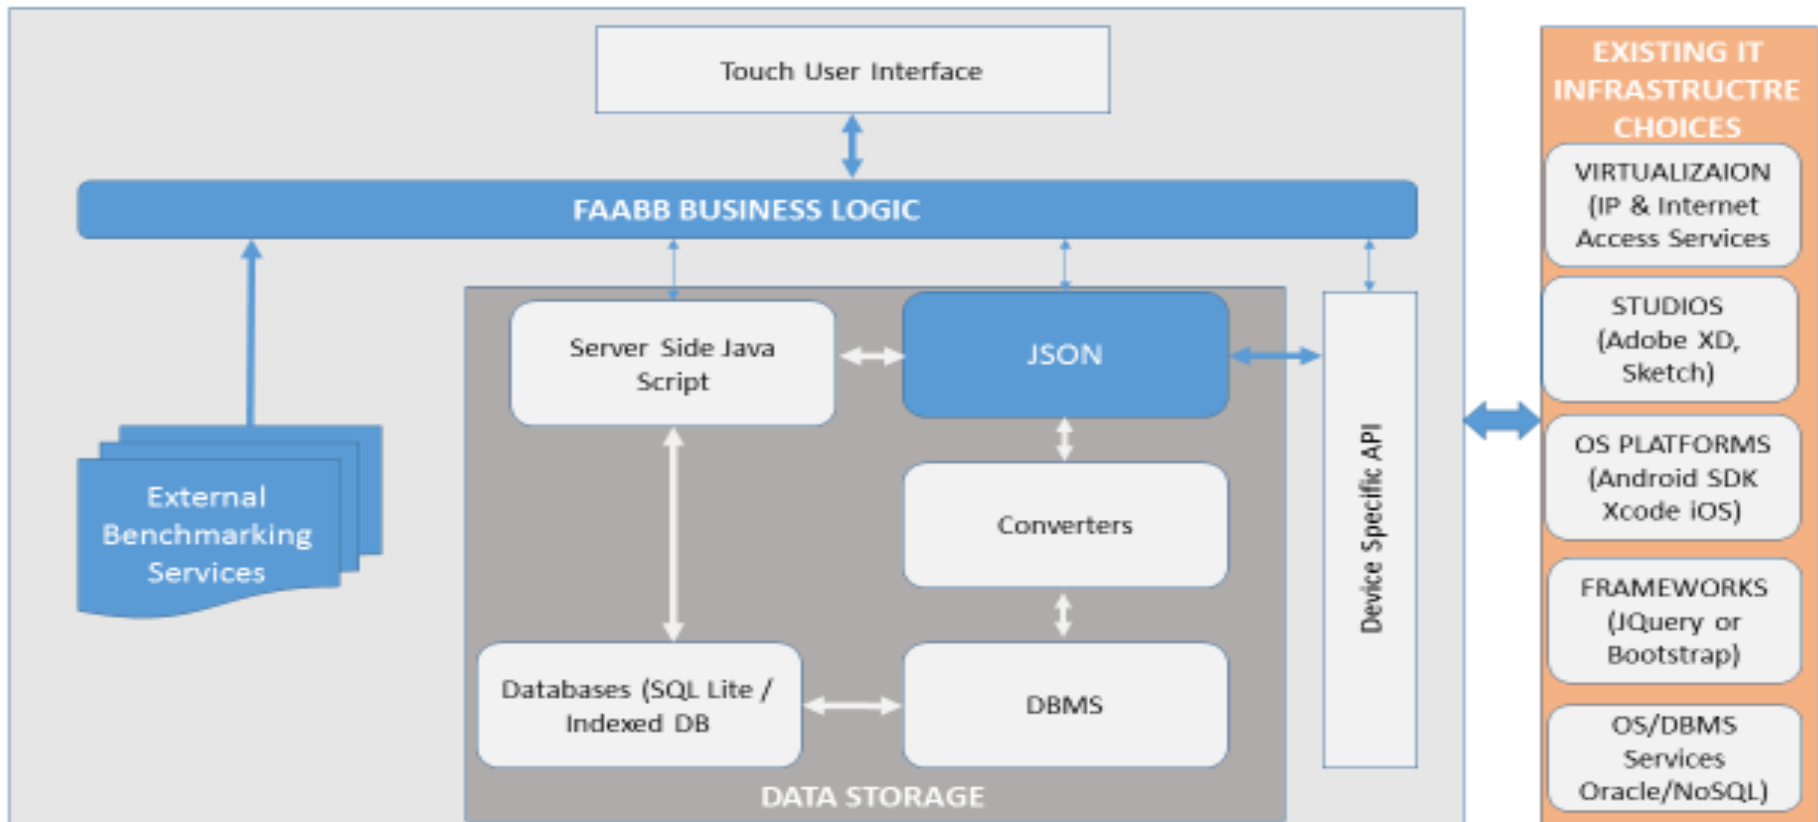 Touch User Interface
FAABB BUSINESS LOGIC
Server Side Java
Script
JSON
External
Benchmarking
Services
Converters
Device Specific API
Databases (SQL Lite /
Indexed DB
DBMS
DATA STORAGE
EXISTING IT
INFRASTRUCTRE
CHOICES
VIRTUALIZAION
(IP & Internet
Access Services
STUDIOS
(Adobe XD,
Sketch)
OS PLATFORMS
(Android SDK
Xcode iOS)
FRAMEWORKS
(JQuery or
Bootstrap)
OS/DBMS
Services
Oracle/NoSQL)